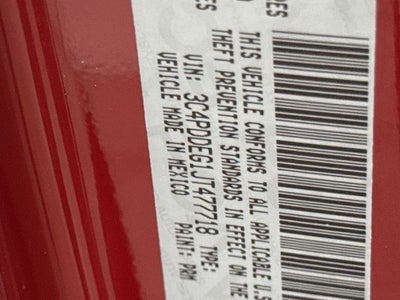 THIS VEHICLE CONFORMS TO ALL APPLICABLE U.S
THEFT PREVENTION STANDARDS IN EFFECT ON THE
VIN: 3C4PDDEG1JT477718 TYPE:
VEHICLE MADE IN MEXICO PAINT: PRM